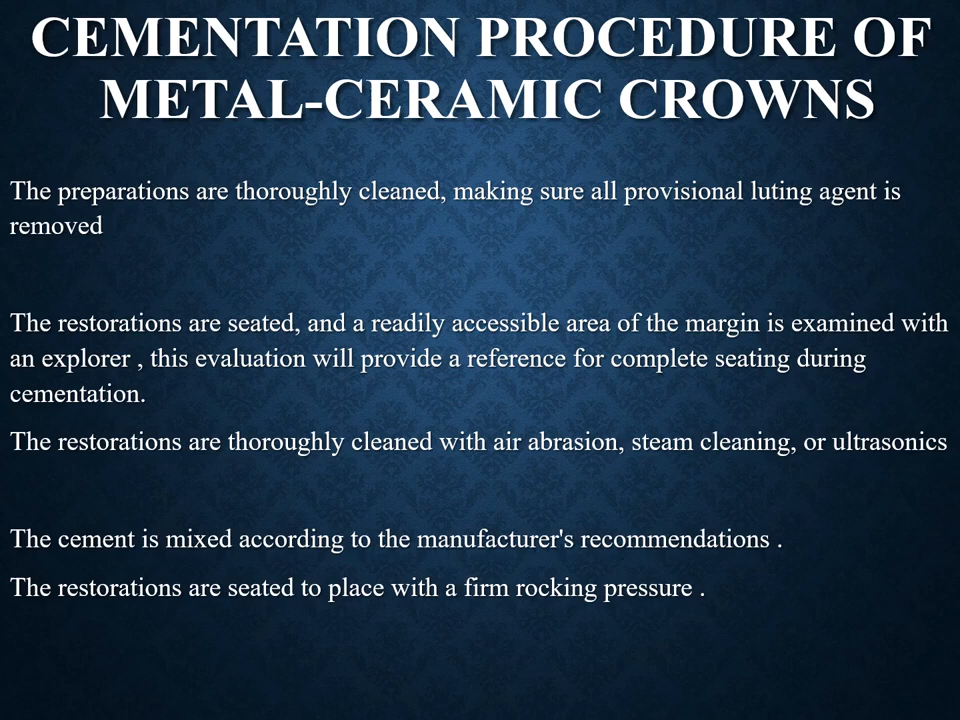 CEMENTATION PROCEDURE OF
METAL-CERAMIC CROWNS
The preparations are thoroughly cleaned, making sure all provisional luting agent is
removed
The restorations are seated, and a readily accessible area of the margin is examined with
an explorer , this evaluation will provide a reference for complete seating during
cementation.
The restorations are thoroughly cleaned with air abrasion, steam cleaning, or ultrasonics
The cement is mixed according to the manufacturer's recommendations .
The restorations are seated to place with a firm rocking pressure .